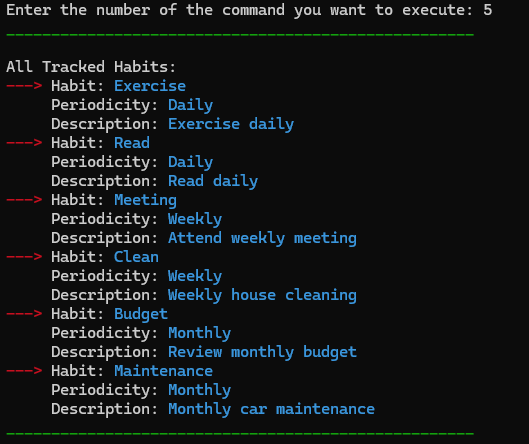 Enter the number of the command you want to execute: 5
----------------------------------------------------
All Tracked Habits:
---> Habit: Exercise
Periodicity: Daily
Description: Exercise daily
---> Habit: Read
Periodicity: Daily
Description: Read daily
---> Habit: Meeting
Periodicity: Weekly
Description: Attend weekly meeting
---> Habit: Clean
Periodicity: Weekly
Description: Weekly house cleaning
---> Habit: Budget
Periodicity: Monthly
Description: Review monthly budget
---> Habit: Maintenance
Periodicity: Monthly
Description: Monthly car maintenance
----------------------------------------------------